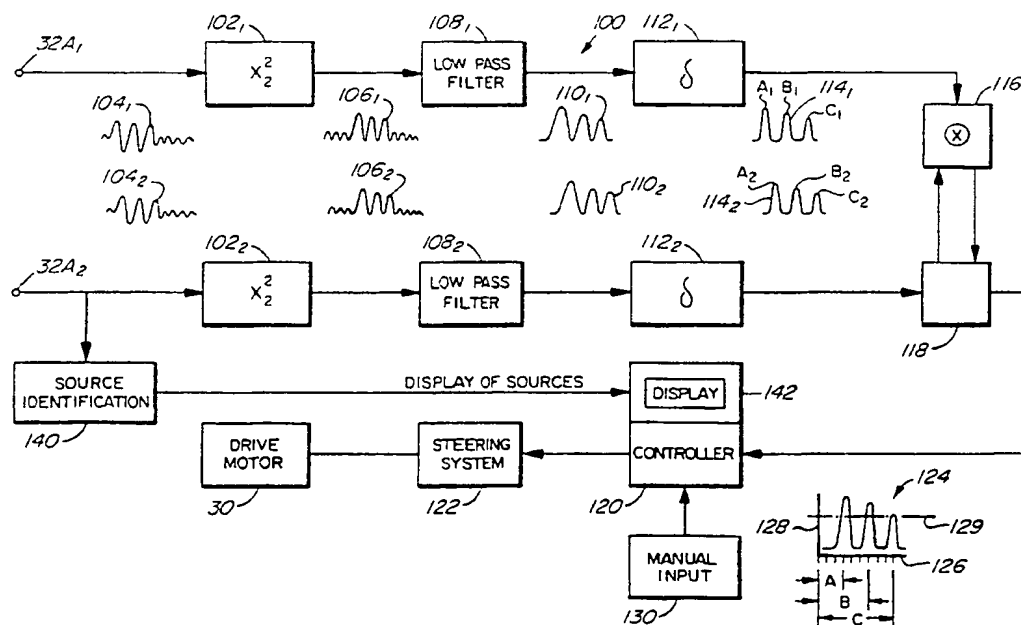 32A₁
102₁
X₂²
108₁
LOW PASS
FILTER
100
112₁
δ
116
ⓧ
104₁
106₁
110₁
A₁ B₁ 114₁
C₁
104₂
106₂
110₂
A₂ B₂
114₂ C₂
32A₂
102₂
X₂²
108₂
LOW PASS
FILTER
112₂
δ
118
SOURCE
IDENTIFICATION
140
DISPLAY OF SOURCES
DISPLAY
142
DRIVE
MOTOR
30
STEERING
SYSTEM
122
CONTROLLER
120
MANUAL
INPUT
130
124
128
129
126
A
B
C